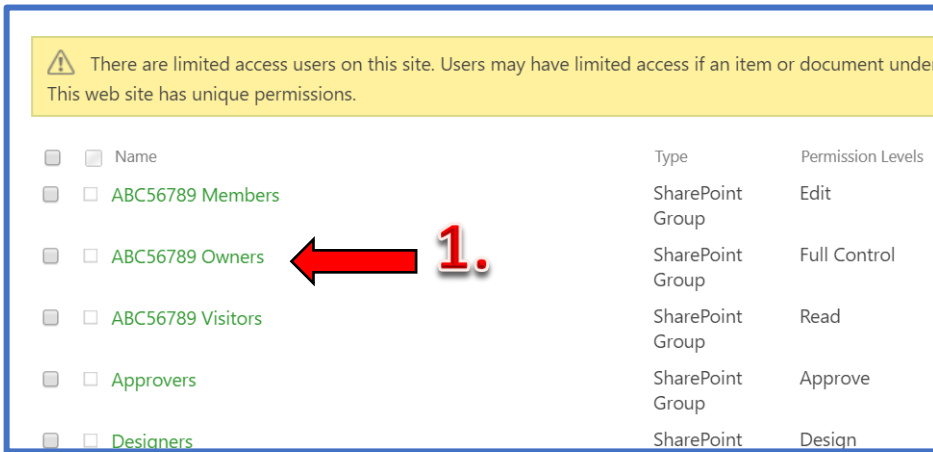 There are limited access users on this site. Users may have limited access if an item or document unde
This web site has unique permissions.
Name Type Permission Levels
ABC56789 Members SharePoint Group Edit
ABC56789 Owners SharePoint Group Full Control
1.
ABC56789 Visitors SharePoint Group Read
Approvers SharePoint Group Approve
Designers SharePoint Design